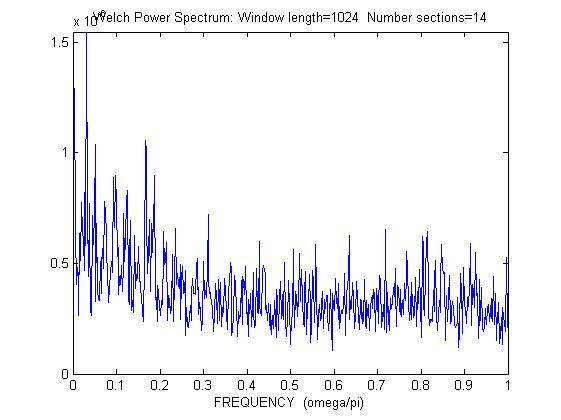 x 10
Welch Power Spectrum: Window length=1024 Number sections=14
1.5
1
0.5
0
0 0.1 0.2 0.3 0.4 0.5 0.6 0.7 0.8 0.9 1
FREQUENCY (omega/pi)